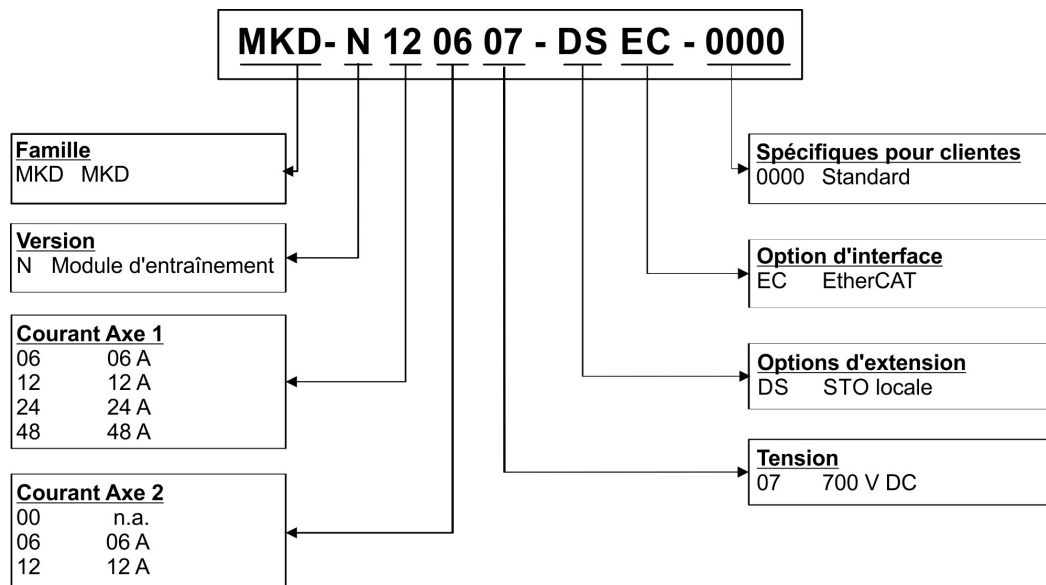 MKD- N 12 06 07 - DS EC - 0000
Famille
MKD MKD
Version
N Module d'entraînement
Courant Axe 1
06 06 A
12 12 A
24 24 A
48 48 A
Courant Axe 2
00 n.a.
06 06 A
12 12 A
Spécifiques pour clientes
0000 Standard
Option d'interface
EC EtherCAT
Options d'extension
DS STO locale
Tension
07 700 V DC